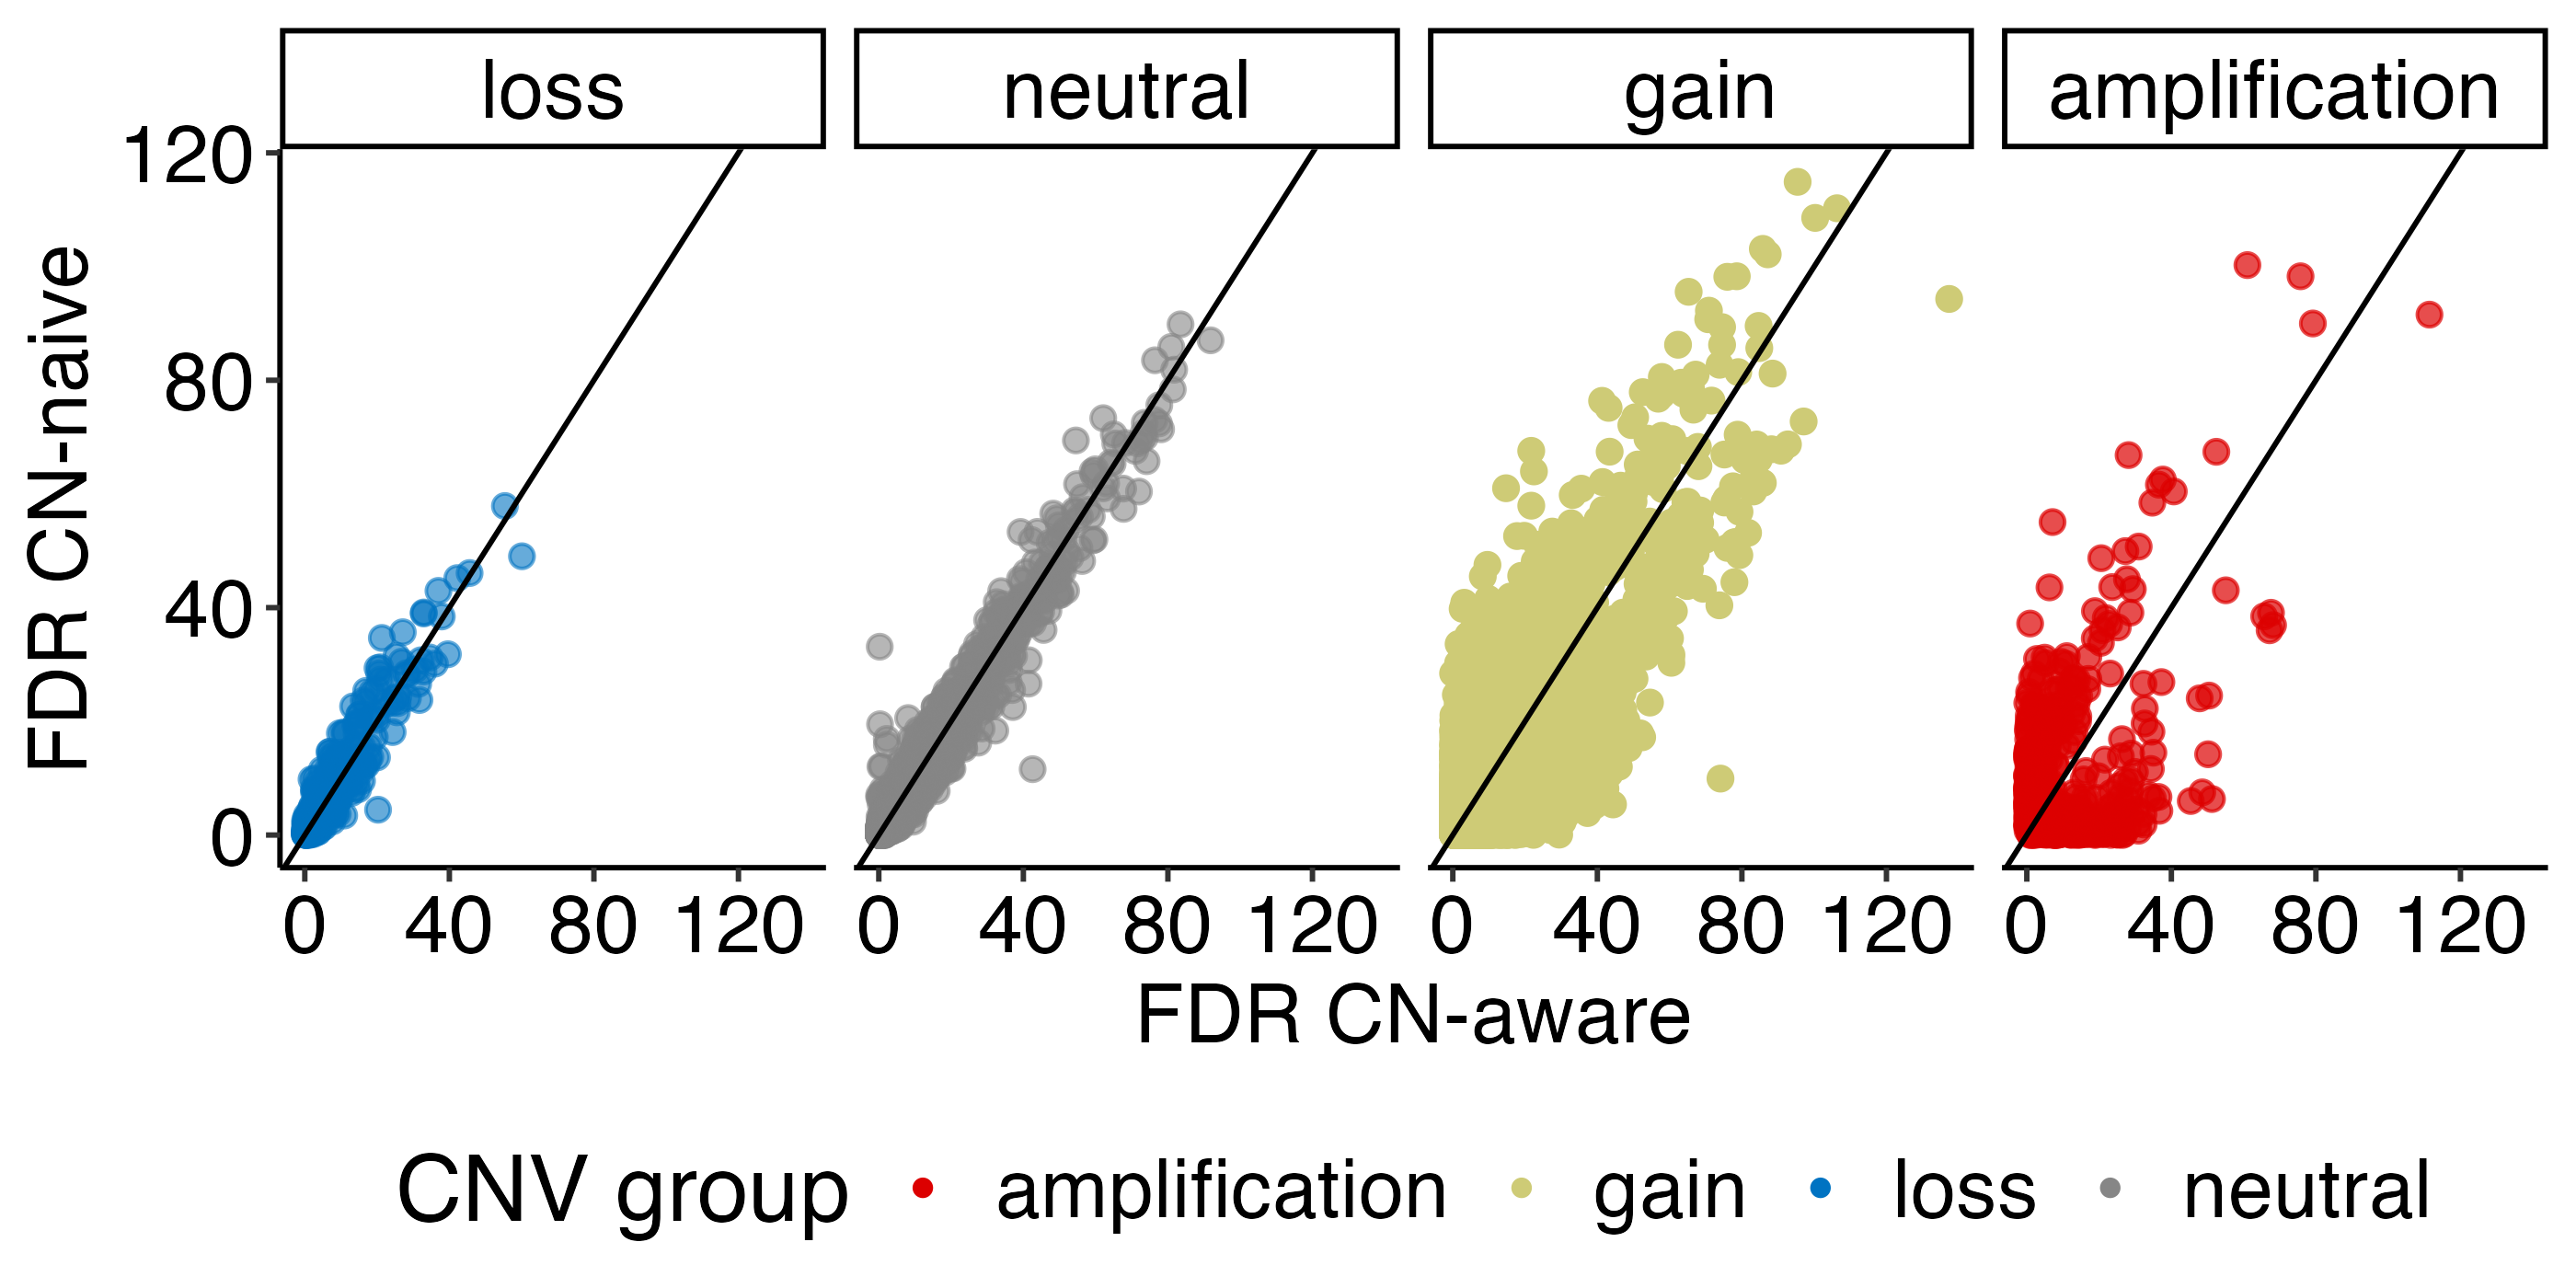 loss neutral gain amplification
120
80
40
0
FDR CN-naive
0 40 80 120 0 40 80 120 0 40 80 120 0 40 80 120
FDR CN-aware
CNV group amplification gain loss neutral